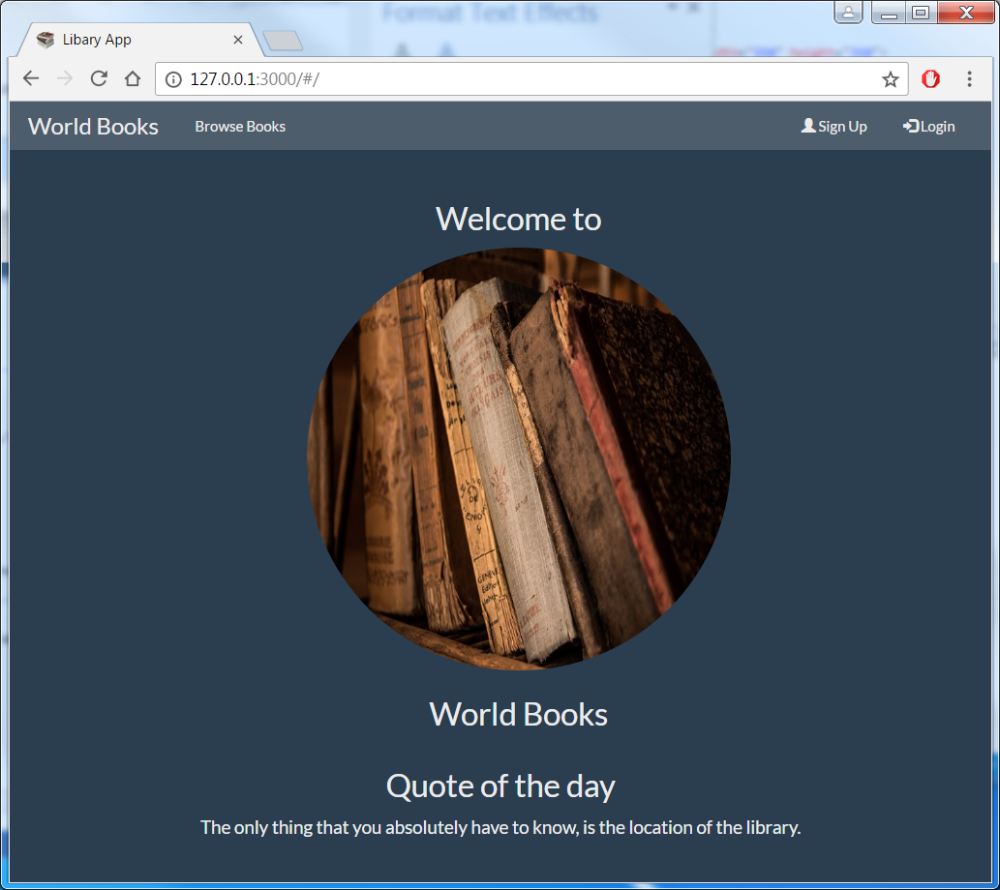 Format Text Effects
Libary App
127.0.0.1:3000/#/
World Books
Browse Books
Sign Up
Login
Welcome to
GENÈVE
World Books
Quote of the day
The only thing that you absolutely have to know, is the location of the library.